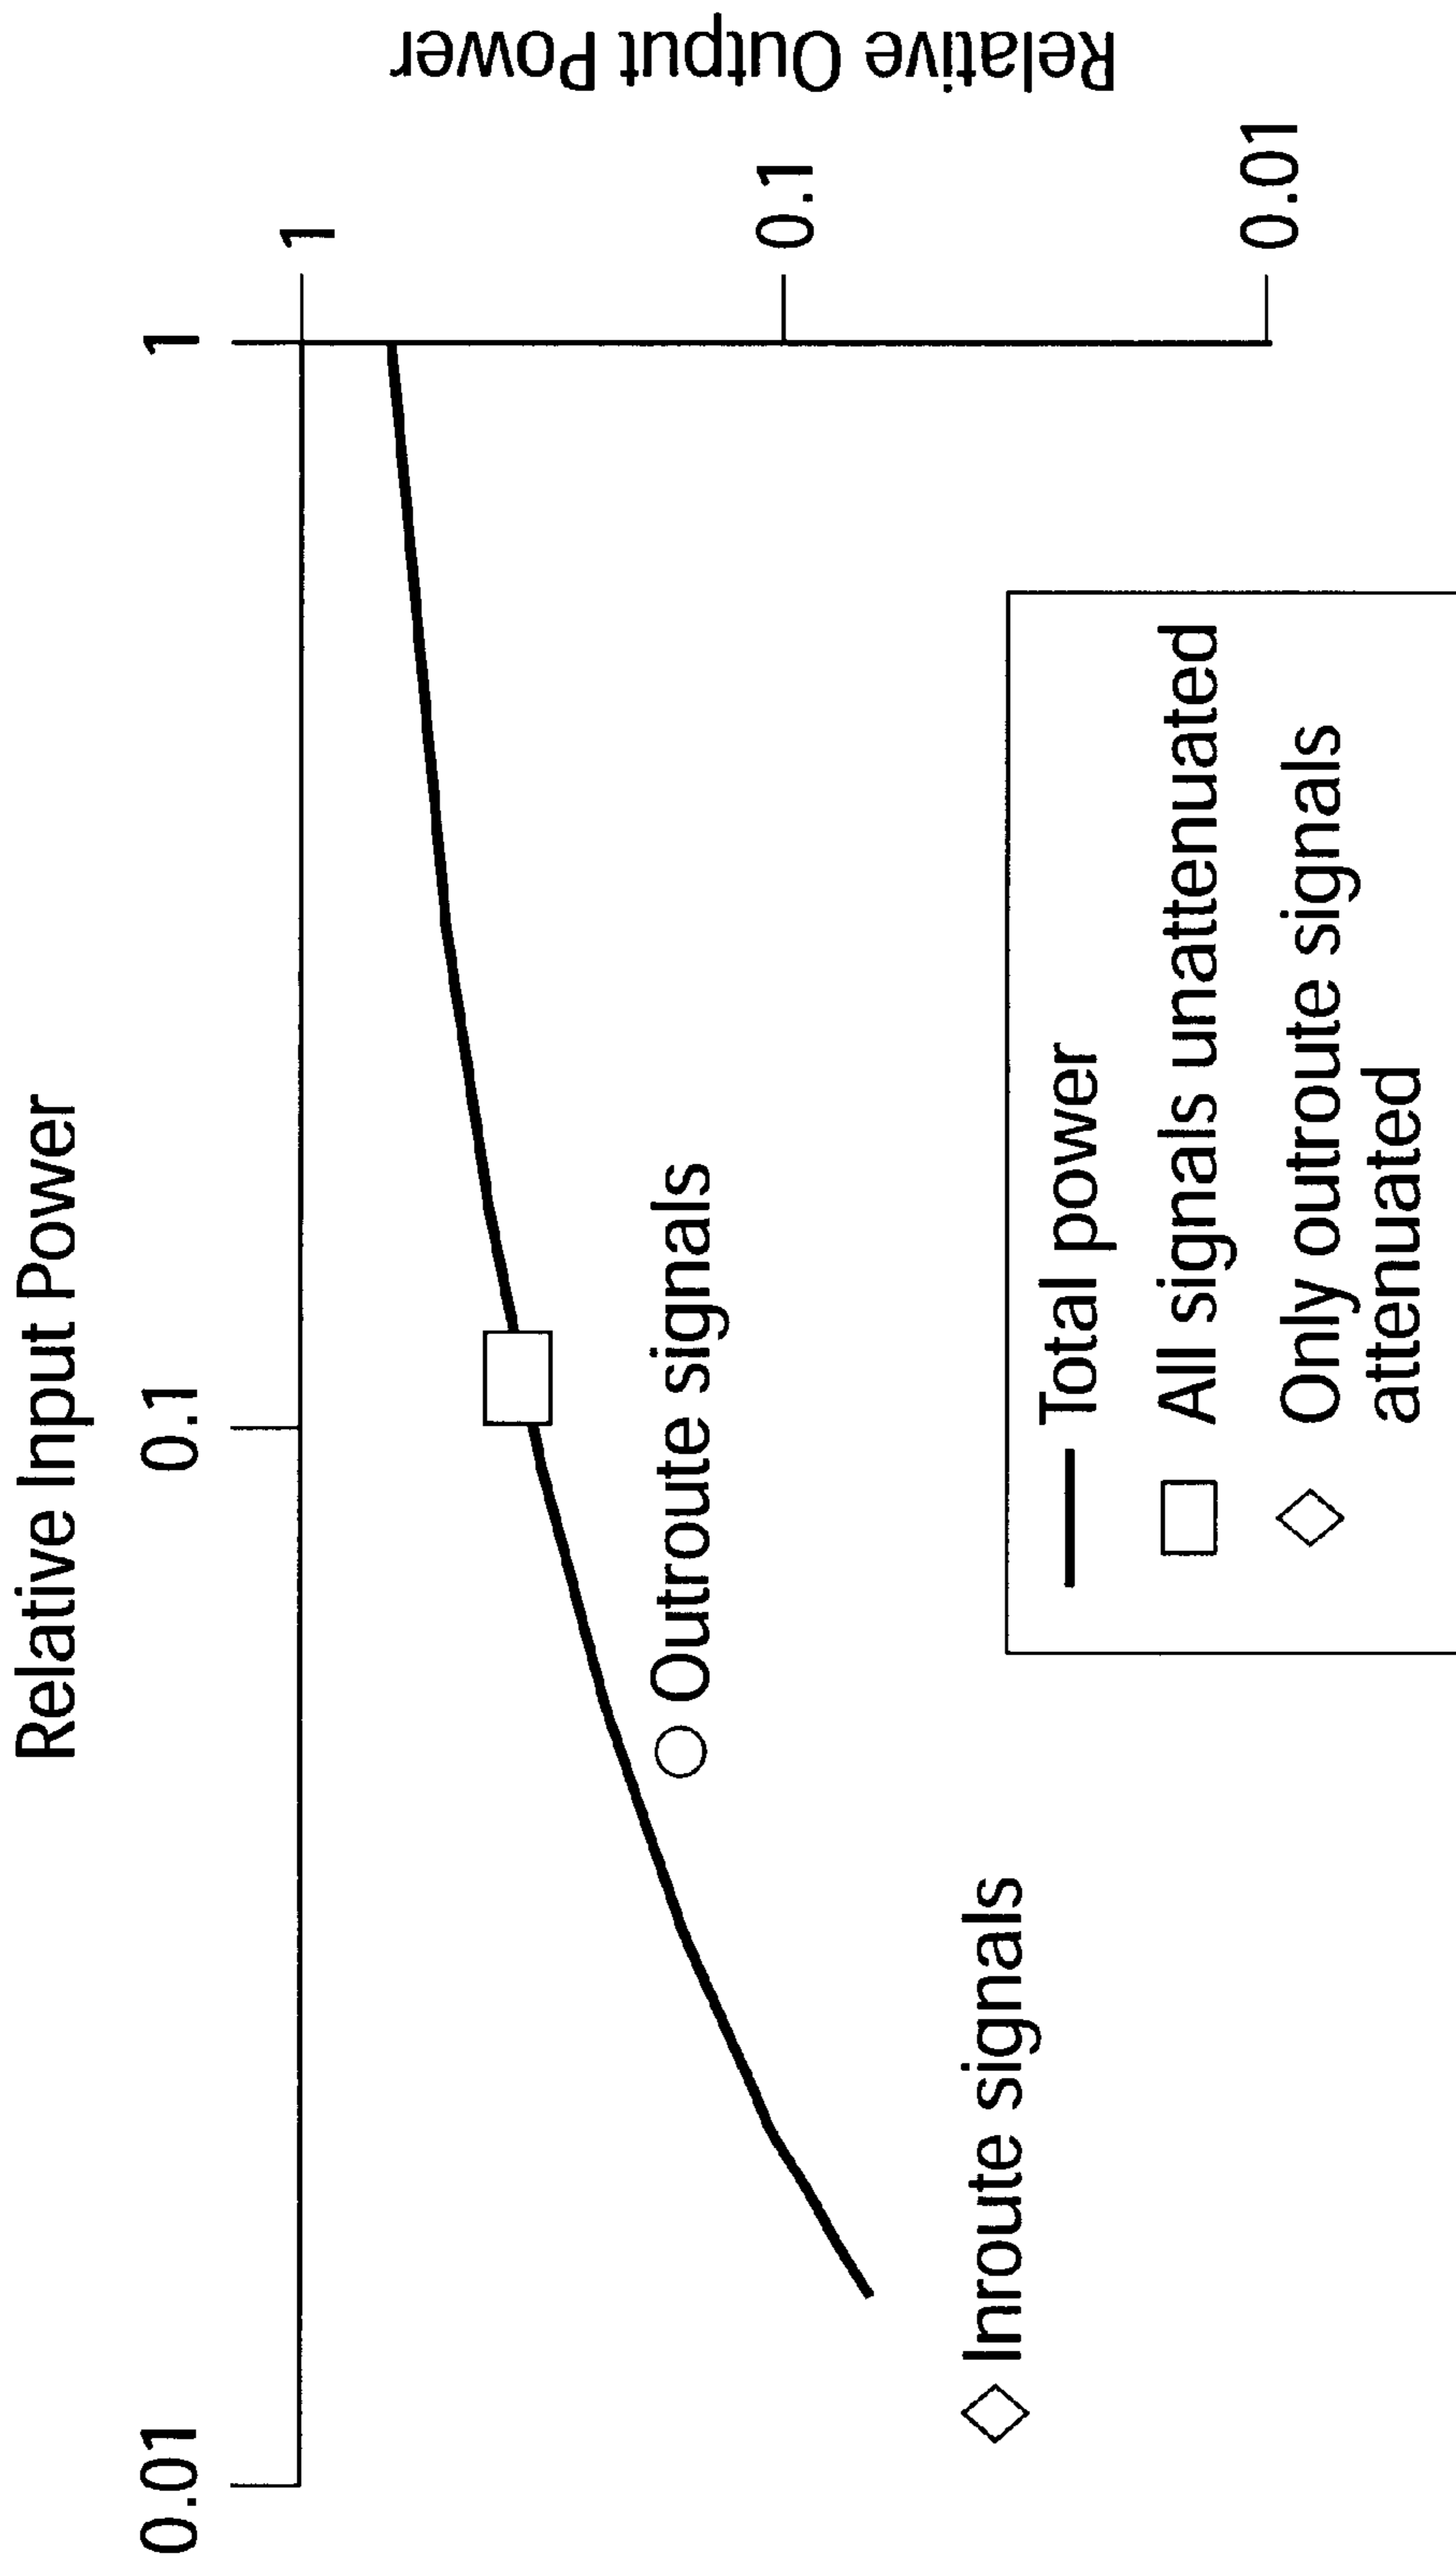 Relative Input Power
0.01
0.1
1
1
0.1
0.01
Relative Output Power
Outroute signals
Inroute signals
Total power
All signals unattenuated
Only outroute signals
attenuated